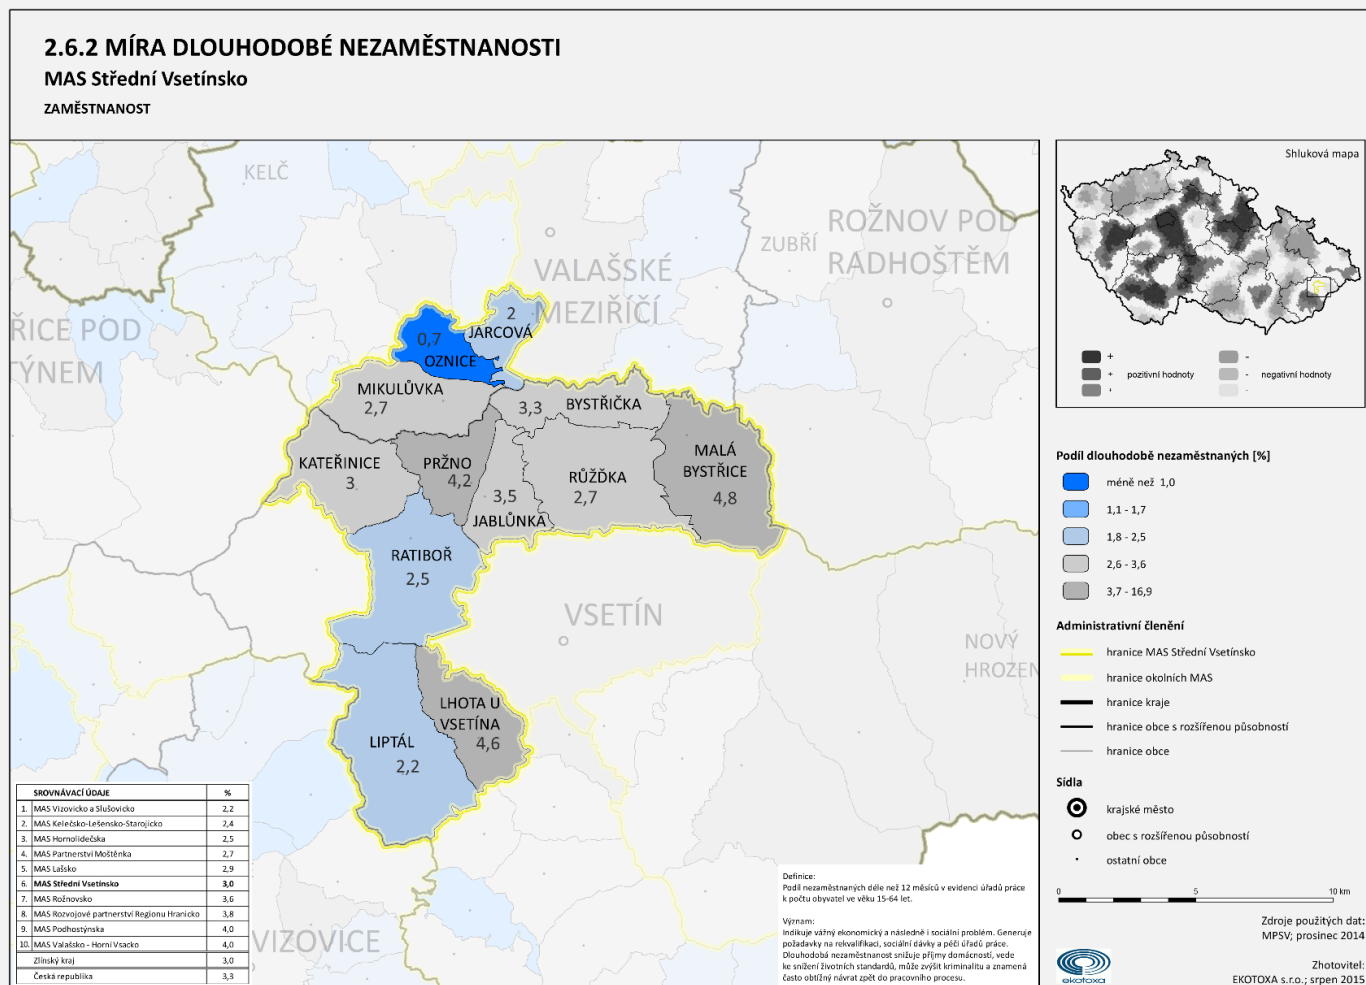 2.6.2 MÍRA DLOUHODOBÉ NEZAMĚSTNANOSTI
MAS Střední Vsetínsko
ZAMĚSTNANOST
KELČ
ROŽNOV POD
RADHOŠTĚM
ZUBŘÍ
VALAŠSKÉ
MEZIŘÍČÍ
ŘICE POD
TÝNEM
2
JARCOVÁ
0,7
OZNICE
MIKULŮVKA
2,7
3,3
BYSTŘIČKA
MALÁ
BYSTŘICE
4,8
KATEŘINICE
3
PRŽNO
4,2
RŮŽĎKA
2,7
3,5
JABLŮNKA
RATIBOŘ
2,5
VSETÍN
NOVÝ
HROZEN
LHOTA U
VSETÍNA
4,6
LIPTÁL
2,2
VIZOVICE
SROVNÁVACÍ ÚDAJE %
1. MAS Vizovicko a Slušovicko 2,2
2. MAS Kelečsko-Lešensko-Starojicko 2,4
3. MAS Hornolidečska 2,5
4. MAS Partnerství Moštěnka 2,7
5. MAS Lašsko 2,9
6. MAS Střední Vsetínsko 3,0
7. MAS Rožnovsko 3,6
8. MAS Rozvojové partnerství Regionu Hranicko 3,8
9. MAS Podhostýnska 4,0
10. MAS Valašsko - Horní Vsacko 4,0
Zlínský kraj 3,0
Česká republika 3,3
Definice:
Podíl nezaměstnaných déle než 12 měsíců v evidenci úřadů práce
k počtu obyvatel ve věku 15-64 let.
Význam:
Indikuje vážný ekonomický a následně i sociální problém. Generuje
požadavky na rekvalifikaci, sociální dávky a péči úřadů práce.
Dlouhodobá nezaměstnanost snižuje příjmy domácností, vede
ke snížení životních standardů, může zvýšit kriminalitu a znamená
často obtížný návrat zpět do pracovního procesu.
Shluková mapa
+ -
+ pozitivní hodnoty - negativní hodnoty
+ -
Podíl dlouhodobě nezaměstnaných [%]
méně než 1,0
1,1 - 1,7
1,8 - 2,5
2,6 - 3,6
3,7 - 16,9
Administrativní členění
hranice MAS Střední Vsetínsko
hranice okolních MAS
hranice kraje
hranice obce s rozšířenou působností
hranice obce
Sídla
krajské město
obec s rozšířenou působností
ostatní obce
0 5 10 km
Zdroje použitých dat:
MPSV; prosinec 2014
Zhotovitel:
EKOTOXA s.r.o.; srpen 2015
ekotoxa